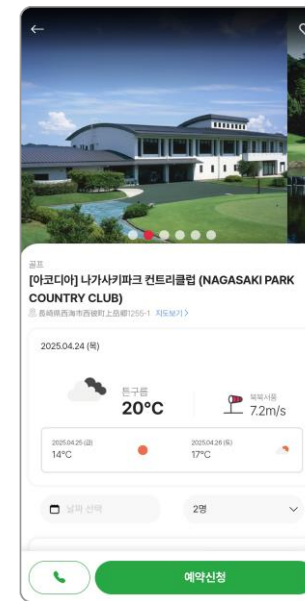 골프
[아코디아] 나가사키파크 컨트리클럽 (NAGASAKI PARK
COUNTRY CLUB)
長崎県西海市西彼町上岳郷1255-1 지도보기 >
2025.04.24 (목)
튼구름
20°C
북북서풍
7.2m/s
2025.04.25 (금)
14°C
2025.04.26 (토)
17°C
날짜 선택
2명
예약신청